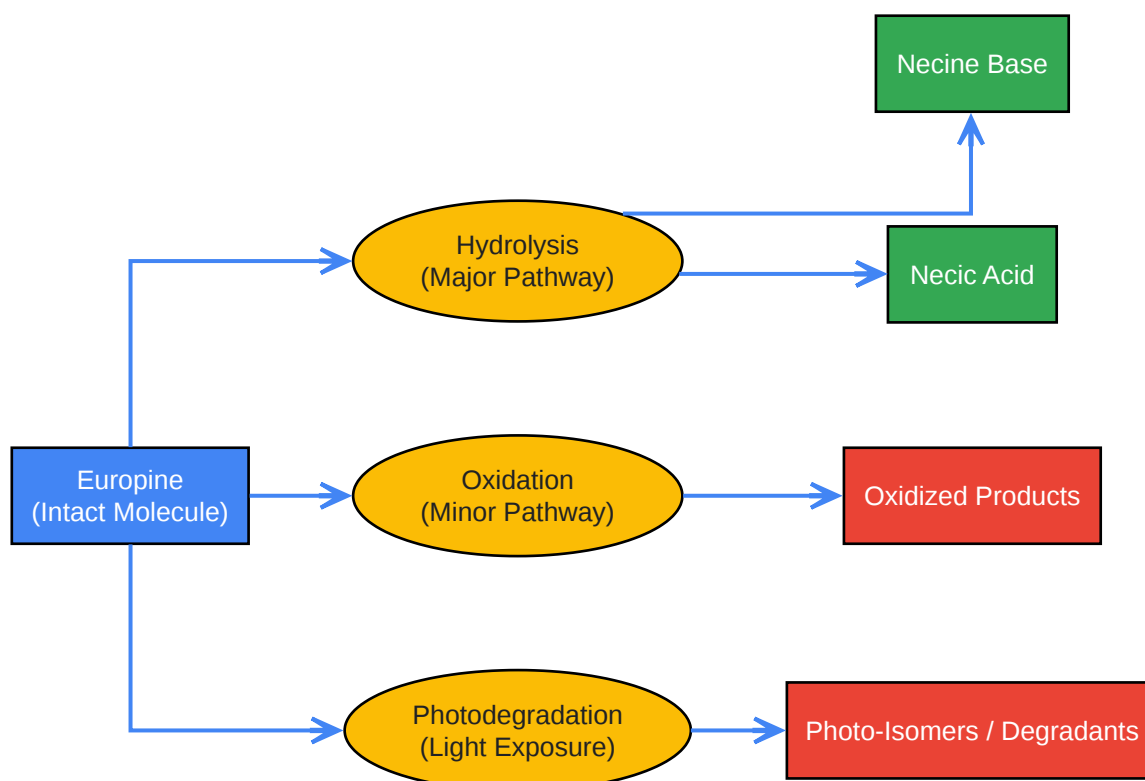 Necine Base
Hydrolysis
(Major Pathway)
Necic Acid
Europine
(Intact Molecule)
Oxidation
(Minor Pathway)
Oxidized Products
Photodegradation
(Light Exposure)
Photo-Isomers / Degradants